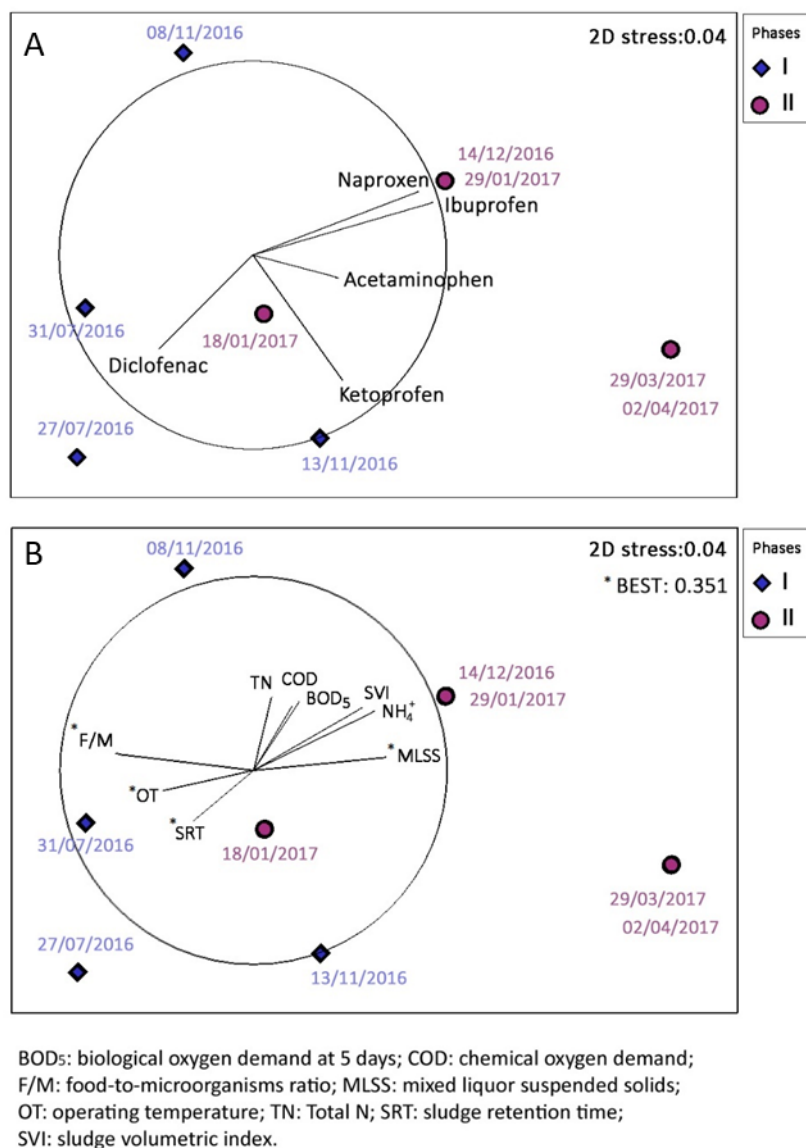 A
08/11/2016
2D stress:0.04
Phases
I
II
14/12/2016
Naproxen
29/01/2017
Ibuprofen
Acetaminophen
31/07/2016
18/01/2017
Diclofenac
29/03/2017
Ketoprofen
02/04/2017
27/07/2016
13/11/2016
B
08/11/2016
2D stress:0.04
* BEST: 0.351
Phases
I
II
14/12/2016
TN
COD
BOD₅
SVI
29/01/2017
NH₄⁺
*F/M
*MLSS
*OT
*SRT
31/07/2016
18/01/2017
29/03/2017
02/04/2017
27/07/2016
13/11/2016
BOD₅: biological oxygen demand at 5 days; COD: chemical oxygen demand;
F/M: food-to-microorganisms ratio; MLSS: mixed liquor suspended solids;
OT: operating temperature; TN: Total N; SRT: sludge retention time;
SVI: sludge volumetric index.